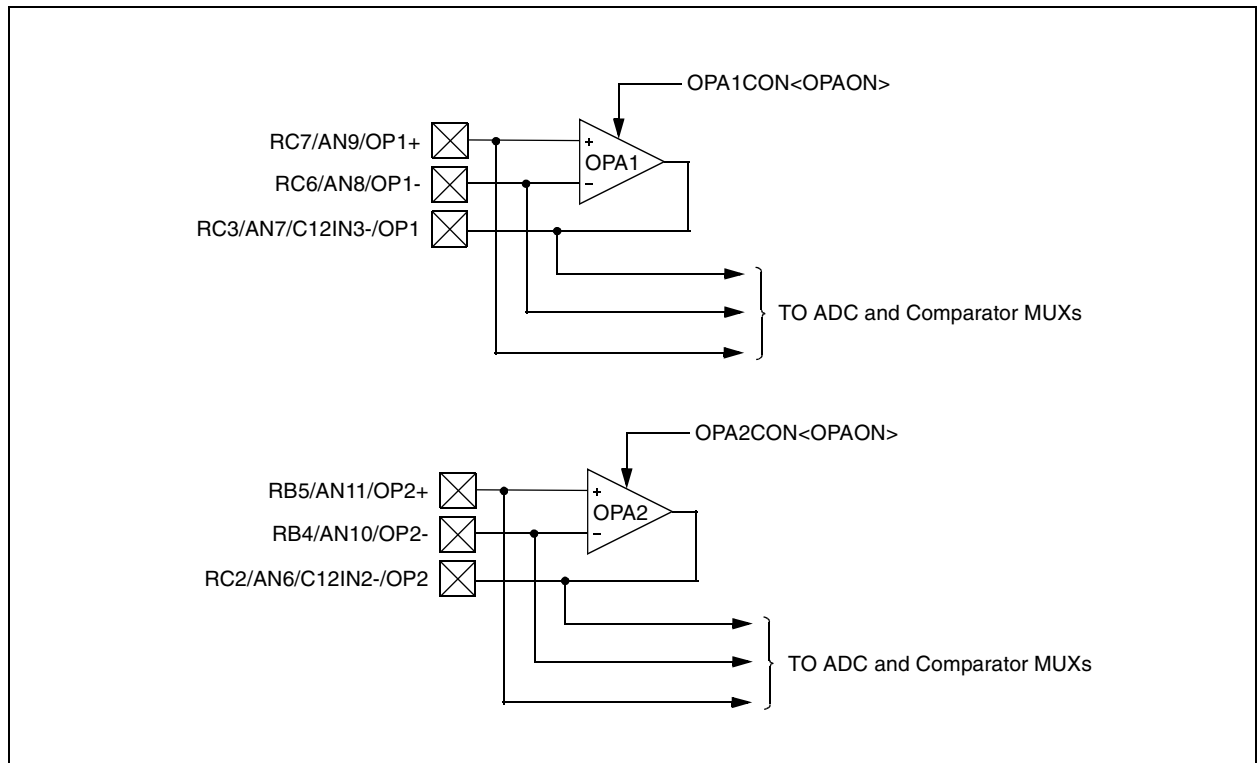 OPA1CON<OPAON>
RC7/AN9/OP1+
+
OPA1
RC6/AN8/OP1-
-
RC3/AN7/C12IN3-/OP1
TO ADC and Comparator MUXs
OPA2CON<OPAON>
RB5/AN11/OP2+
+
OPA2
RB4/AN10/OP2-
-
RC2/AN6/C12IN2-/OP2
TO ADC and Comparator MUXs